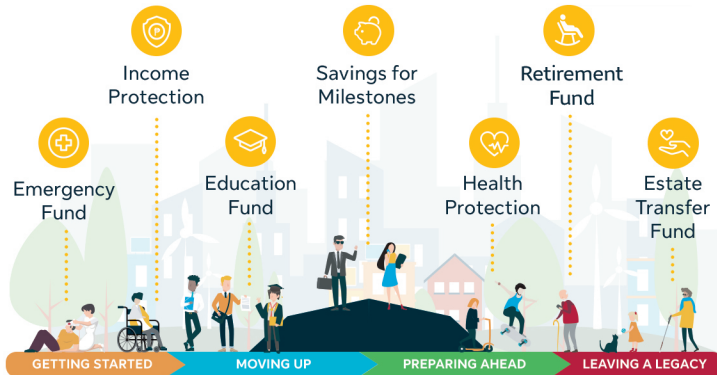 Income
Protection
Savings for
Milestones
Retirement
Fund
Emergency
Fund
Education
Fund
Health
Protection
Estate
Transfer
Fund
GETTING STARTED
MOVING UP
PREPARING AHEAD
LEAVING A LEGACY